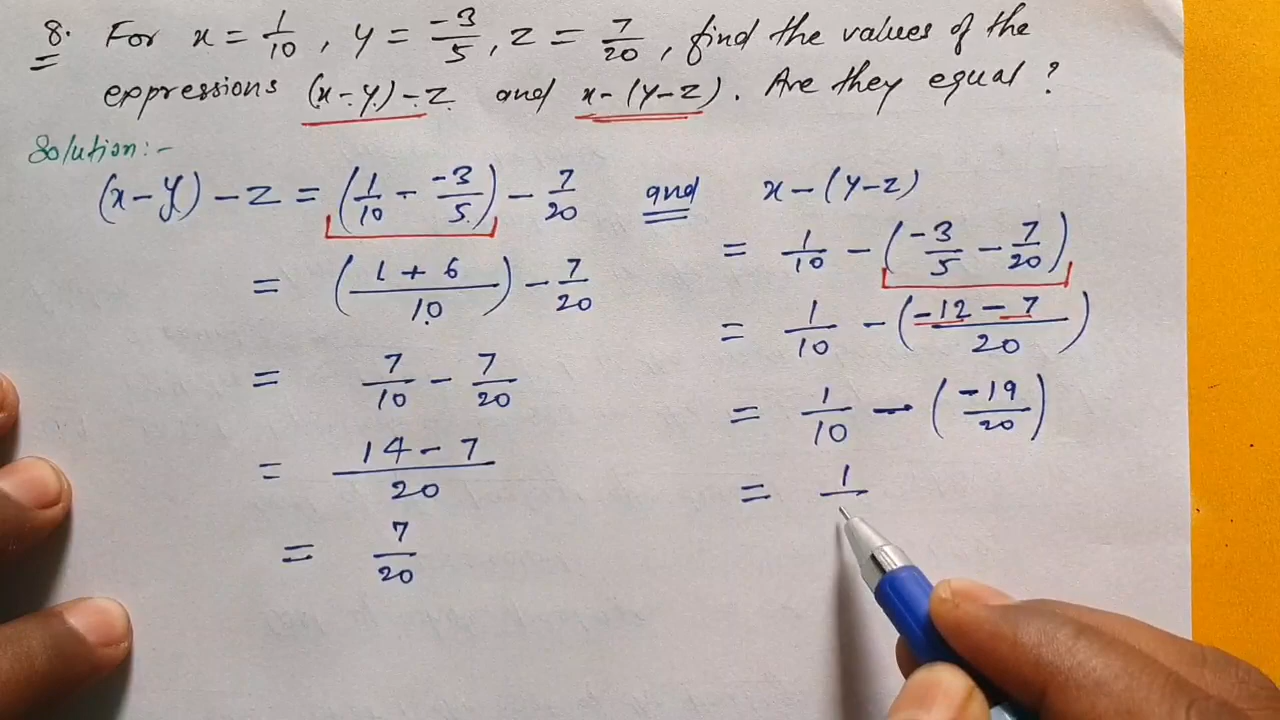 8. For x = 1/10, y = -3/5, z = 7/20, find the values of the
expressions (x-y)-z and x-(y-z). Are they equal?
Solution:-
(x-y)-z = (1/10 - -3/5) - 7/20 and x-(y-z)
= ((1+6)/10) - 7/20
= 7/10 - 7/20
= (14-7)/20
= 7/20
= 1/10 - (-3/5 - 7/20)
= 1/10 - ((-12-7)/20)
= 1/10 - (-19/20)
= 1/